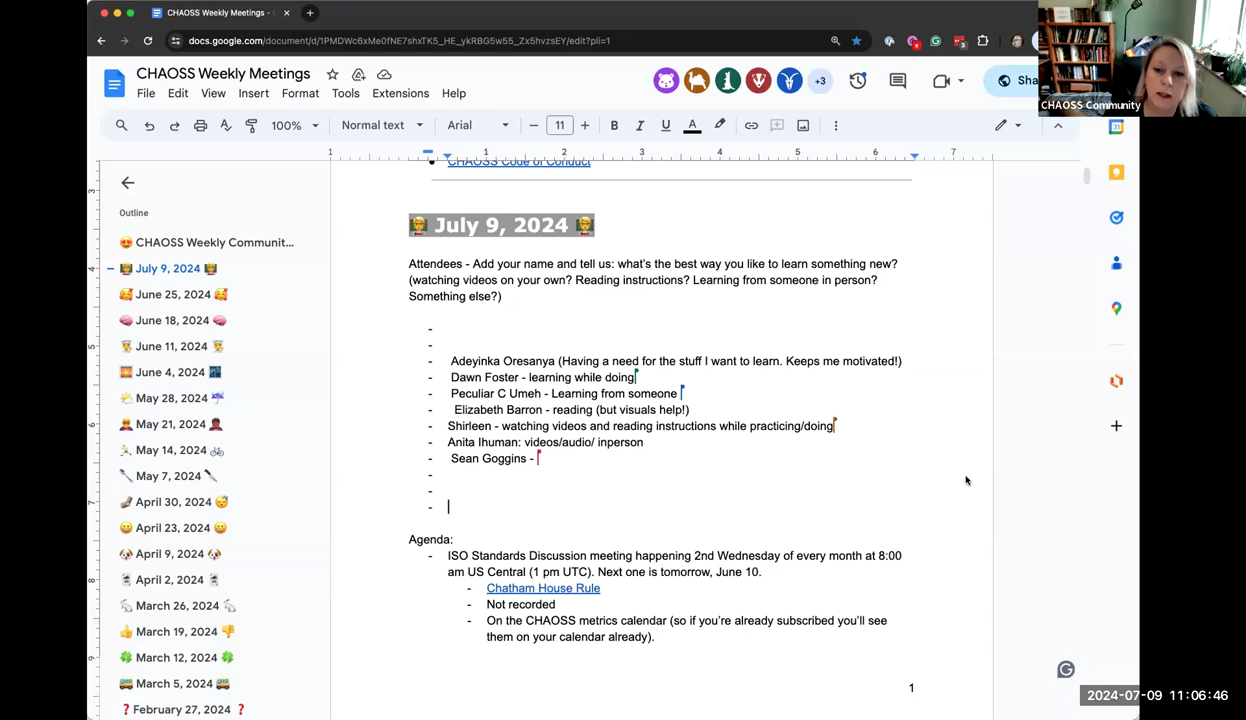 CHAOSS Weekly Meetings -
docs.google.com/document/d/1PMDWc6xMe0fNE7shxTK5_HE_ykRBG5w55_Zx5hvzsEY/edit?pli=1
CHAOSS Weekly Meetings
File Edit View Insert Format Tools Extensions Help
+3
Sha
CHAOSS Community
100% Normal text Arial 11 B I U A
1 1 2 3 4 5 6 7
CHAOSS Code of Conduct
Outline
CHAOSS Weekly Communit...
July 9, 2024
June 25, 2024
June 18, 2024
June 11, 2024
June 4, 2024
May 28, 2024
May 21, 2024
May 14, 2024
May 7, 2024
April 30, 2024
April 23, 2024
April 9, 2024
April 2, 2024
March 26, 2024
March 19, 2024
March 12, 2024
March 5, 2024
February 27, 2024
July 9, 2024
Attendees - Add your name and tell us: what's the best way you like to learn something new?
(watching videos on your own? Reading instructions? Learning from someone in person?
Something else?)
-
-
- Adeyinka Oresanya (Having a need for the stuff I want to learn. Keeps me motivated!)
- Dawn Foster - learning while doing
- Peculiar C Umeh - Learning from someone
- Elizabeth Barron - reading (but visuals help!)
- Shirleen - watching videos and reading instructions while practicing/doing
- Anita Ihuman: videos/audio/ inperson
- Sean Goggins -
-
-
-
Agenda:
- ISO Standards Discussion meeting happening 2nd Wednesday of every month at 8:00
am US Central (1 pm UTC). Next one is tomorrow, June 10.
- Chatham House Rule
- Not recorded
- On the CHAOSS metrics calendar (so if you're already subscribed you'll see
them on your calendar already).
1
2024-07-09 11:06:46